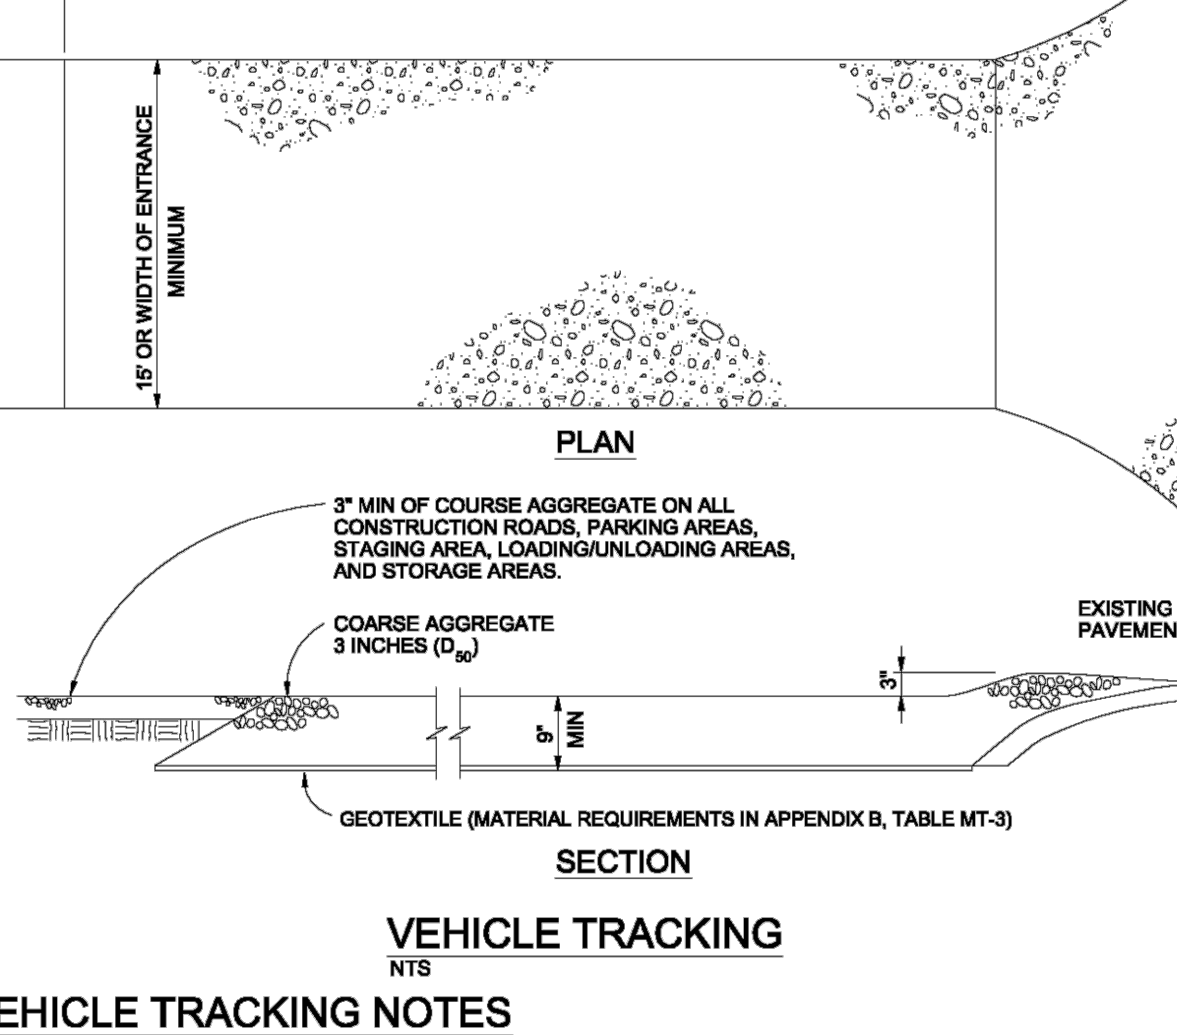 15' OR WIDTH OF ENTRANCE
MINIMUM
PLAN
3" MIN OF COURSE AGGREGATE ON ALL
CONSTRUCTION ROADS, PARKING AREAS,
STAGING AREA, LOADING/UNLOADING AREAS,
AND STORAGE AREAS.
COARSE AGGREGATE
3 INCHES (D50)
EXISTING
PAVEMEN
3"
9"
MIN
GEOTEXTILE (MATERIAL REQUIREMENTS IN APPENDIX B, TABLE MT-3)
SECTION
VEHICLE TRACKING
NTS
EHICLE TRACKING NOTES